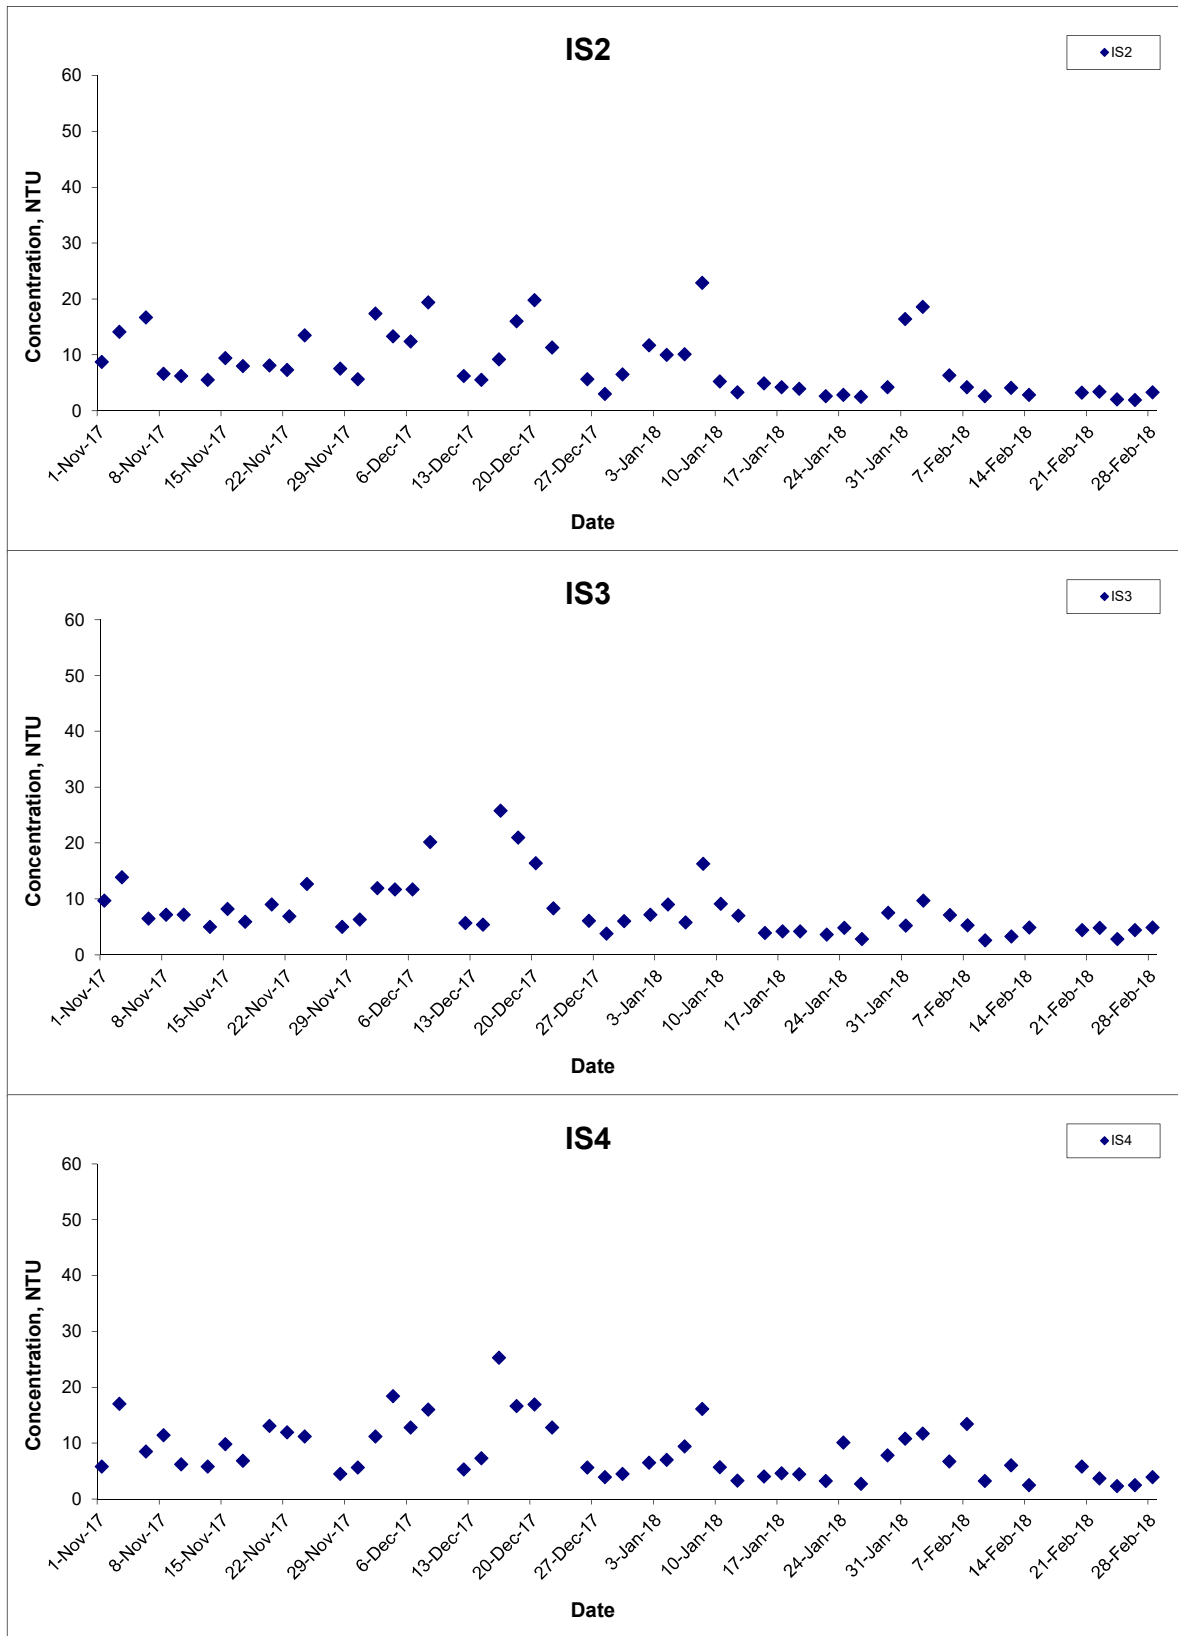 IS2
IS2
60
50
40
30
20
10
0
Concentration, NTU
1-Nov-17
8-Nov-17
15-Nov-17
22-Nov-17
29-Nov-17
6-Dec-17
13-Dec-17
20-Dec-17
27-Dec-17
3-Jan-18
10-Jan-18
17-Jan-18
24-Jan-18
31-Jan-18
7-Feb-18
14-Feb-18
21-Feb-18
28-Feb-18
Date
IS3
IS3
60
50
40
30
20
10
0
Concentration, NTU
1-Nov-17
8-Nov-17
15-Nov-17
22-Nov-17
29-Nov-17
6-Dec-17
13-Dec-17
20-Dec-17
27-Dec-17
3-Jan-18
10-Jan-18
17-Jan-18
24-Jan-18
31-Jan-18
7-Feb-18
14-Feb-18
21-Feb-18
28-Feb-18
Date
IS4
IS4
60
50
40
30
20
10
0
Concentration, NTU
1-Nov-17
8-Nov-17
15-Nov-17
22-Nov-17
29-Nov-17
6-Dec-17
13-Dec-17
20-Dec-17
27-Dec-17
3-Jan-18
10-Jan-18
17-Jan-18
24-Jan-18
31-Jan-18
7-Feb-18
14-Feb-18
21-Feb-18
28-Feb-18
Date